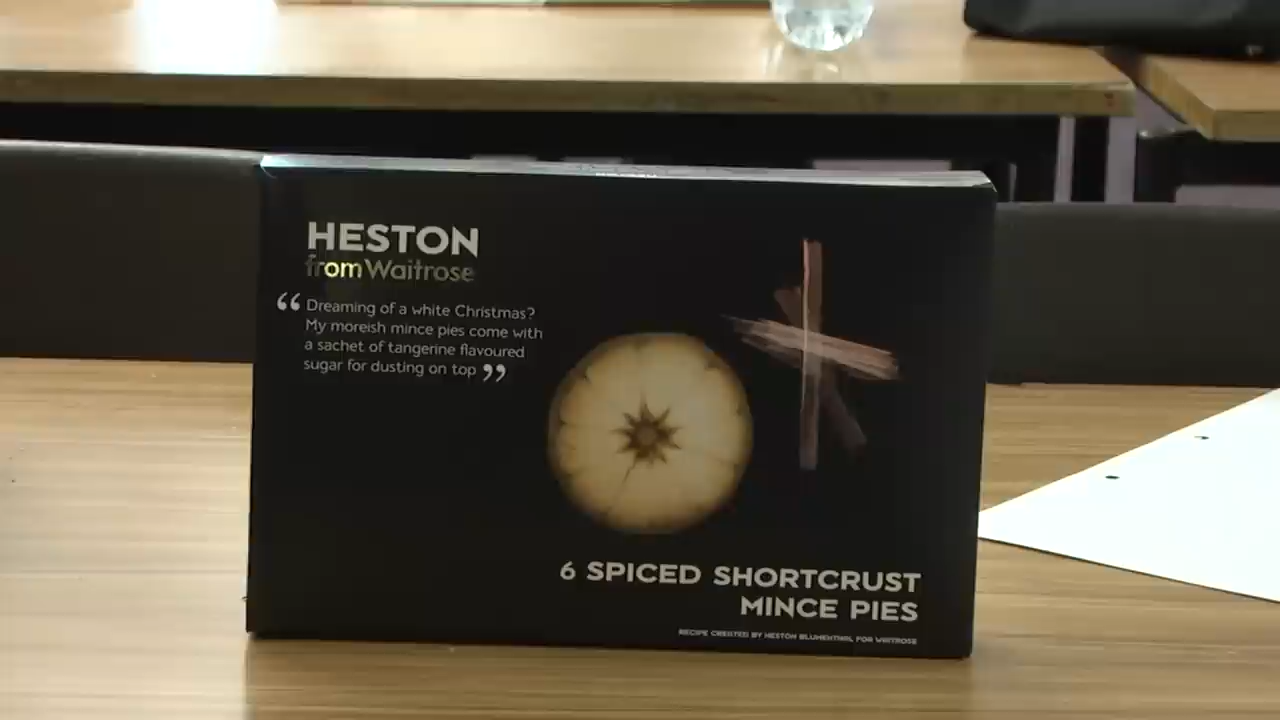 HESTON
from Waitrose
“ Dreaming of a white Christmas?
My moreish mince pies come with
a sachet of tangerine flavoured
sugar for dusting on top ”
6 SPICED SHORTCRUST
MINCE PIES
RECIPE CREATED BY HESTON BLUMENTHAL FOR WAITROSE